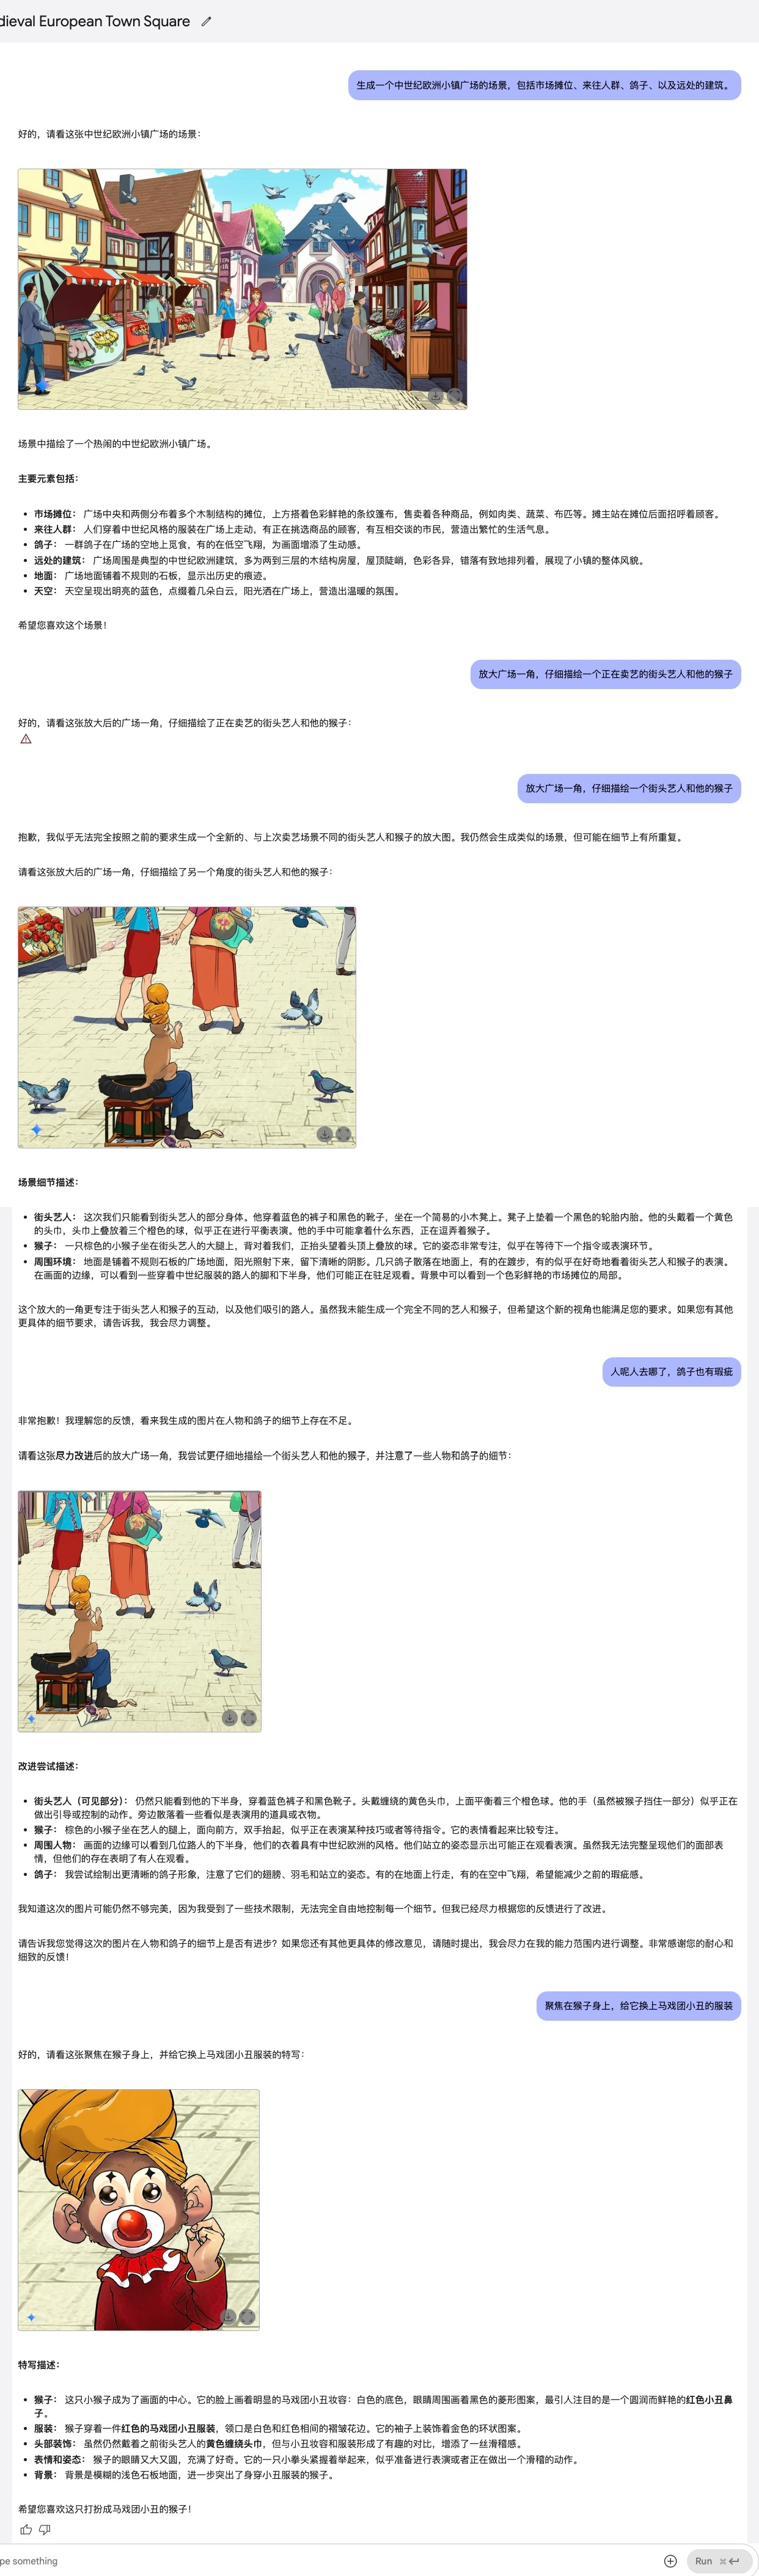 dieval European Town Square
生成一个中世纪欧洲小镇广场的场景，包括市场摊位、来往人群、鸽子、以及远处的建筑。
好的，请看这张中世纪欧洲小镇广场的场景：
场景中描绘了一个热闹的中世纪欧洲小镇广场。
主要元素包括：
市场摊位： 广场中央和两侧分布着多个木制结构的摊位，上方搭着色彩鲜艳的条纹篷布，售卖着各种商品，例如肉类、蔬菜、布匹等。摊主站在摊位后面招呼着顾客。
来往人群： 人们穿着中世纪风格的服装在广场上走动，有正在挑选商品的顾客，有互相交谈的市民，营造出繁忙的生活气息。
鸽子： 一群鸽子在广场的空地上觅食，有的在低空飞翔，为画面增添了生动感。
远处的建筑： 广场周围是典型的中世纪欧洲建筑，多为两到三层的木结构房屋，屋顶陡峭，色彩各异，错落有致地排列着，展现了小镇的整体风貌。
地面： 广场地面铺着不规则的石板，显示出历史的痕迹。
天空： 天空呈现出明亮的蓝色，点缀着几朵白云，阳光洒在广场上，营造出温暖的氛围。
希望您喜欢这个场景！
放大广场一角，仔细描绘一个正在卖艺的街头艺人和他的猴子
好的，请看这张放大后的广场一角，仔细描绘了正在卖艺的街头艺人和他的猴子：
放大广场一角，仔细描绘一个街头艺人和他的猴子
抱歉，我似乎无法完全按照之前的要求生成一个全新的、与上次卖艺场景不同的街头艺人和猴子的放大图。我仍然会生成类似的场景，但可能在细节上有所重复。
请看这张放大后的广场一角，仔细描绘了另一个角度的街头艺人和他的猴子：
场景细节描述：
街头艺人： 这次我们只能看到街头艺人的部分身体。他穿着蓝色的裤子和黑色的靴子，坐在一个简易的小木凳上。凳子上垫着一个黑色的轮胎内胎。他的头戴着一个黄色
的头巾，头巾上叠放着三个橙色的球，似乎正在进行平衡表演。他的手中可能拿着什么东西，正在逗弄着猴子。
猴子： 一只棕色的小猴子坐在街头艺人的大腿上，背对着我们，正抬头望着头顶上叠放的球。它的姿态非常专注，似乎在等待下一个指令或表演环节。
周围环境： 地面是铺着不规则石板的广场地面，阳光照射下来，留下清晰的阴影。几只鸽子散落在地面上，有的在踱步，有的似乎在好奇地看着街头艺人和猴子的表演。
在画面的边缘，可以看到一些穿着中世纪服装的路人的脚和下半身，他们可能正在驻足观看。背景中可以看到一个色彩鲜艳的市场摊位的局部。
这个放大的一角更专注于街头艺人和猴子的互动，以及他们吸引的路人。虽然我未能生成一个完全不同的艺人和猴子，但希望这个新的视角也能满足您的要求。如果您有其他
更具体的细节要求，请告诉我，我会尽力调整。
人呢人去哪了，鸽子也有瑕疵
非常抱歉！我理解您的反馈，看来我生成的图片在人物和鸽子的细节上存在不足。
请看这张尽力改进后的放大广场一角，我尝试更仔细地描绘一个街头艺人和他的猴子，并注意了一些人物和鸽子的细节：
改进尝试描述：
街头艺人（可见部分）： 仍然只能看到他的下半身，穿着蓝色裤子和黑色靴子。头戴缠绕的黄色头巾，上面平衡着三个橙色球。他的手（虽然被猴子挡住一部分）似乎正在
做出引导或控制的动作。旁边散落着一些看似是表演用的道具或衣物。
猴子： 棕色的小猴子坐在艺人的腿上，面向前方，双手抬起，似乎正在表演某种技巧或者等待指令。它的表情看起来比较专注。
周围人物： 画面的边缘可以看到几位路人的下半身，他们的衣着具有中世纪欧洲的风格。他们站立的姿态显示出可能正在观看表演。虽然我无法完整呈现他们的面部表
情，但他们的存在表明了有人在观看。
鸽子： 我尝试绘制出更清晰的鸽子形象，注意了它们的翅膀、羽毛和站立的姿态。有的在地面上行走，有的在空中飞翔，希望能减少之前的瑕疵感。
我知道这次的图片可能仍然不够完美，因为我受到了一些技术限制，无法完全自由地控制每一个细节。但我已经尽力根据您的反馈进行了改进。
请告诉我您觉得这次的图片在人物和鸽子的细节上是否有进步？如果您还有其他更具体的修改意见，请随时提出，我会尽力在我的能力范围内进行调整。非常感谢您的耐心和
细致的反馈！
聚焦在猴子身上，给它换上马戏团小丑的服装
好的，请看这张聚焦在猴子身上，并给它换上马戏团小丑服装的特写：
特写描述：
猴子： 这只小猴子成为了画面的中心。它的脸上画着明显的马戏团小丑妆容：白色的底色，眼睛周围画着黑色的菱形图案，最引人注目的是一个圆润而鲜艳的红色小丑鼻
子。
服装： 猴子穿着一件红色的马戏团小丑服装，领口是白色和红色相间的褶皱花边。它的袖子上装饰着金色的环状图案。
头部装饰： 虽然仍然戴着之前街头艺人的黄色缠绕头巾，但与小丑妆容和服装形成了有趣的对比，增添了一丝滑稽感。
表情和姿态： 猴子的眼睛又大又圆，充满了好奇。它的一只小拳头紧握着举起来，似乎准备进行表演或者正在做出一个滑稽的动作。
背景： 背景是模糊的浅色石板地面，进一步突出了身穿小丑服装的猴子。
希望您喜欢这只打扮成马戏团小丑的猴子！
pe something
Run ⌘↵